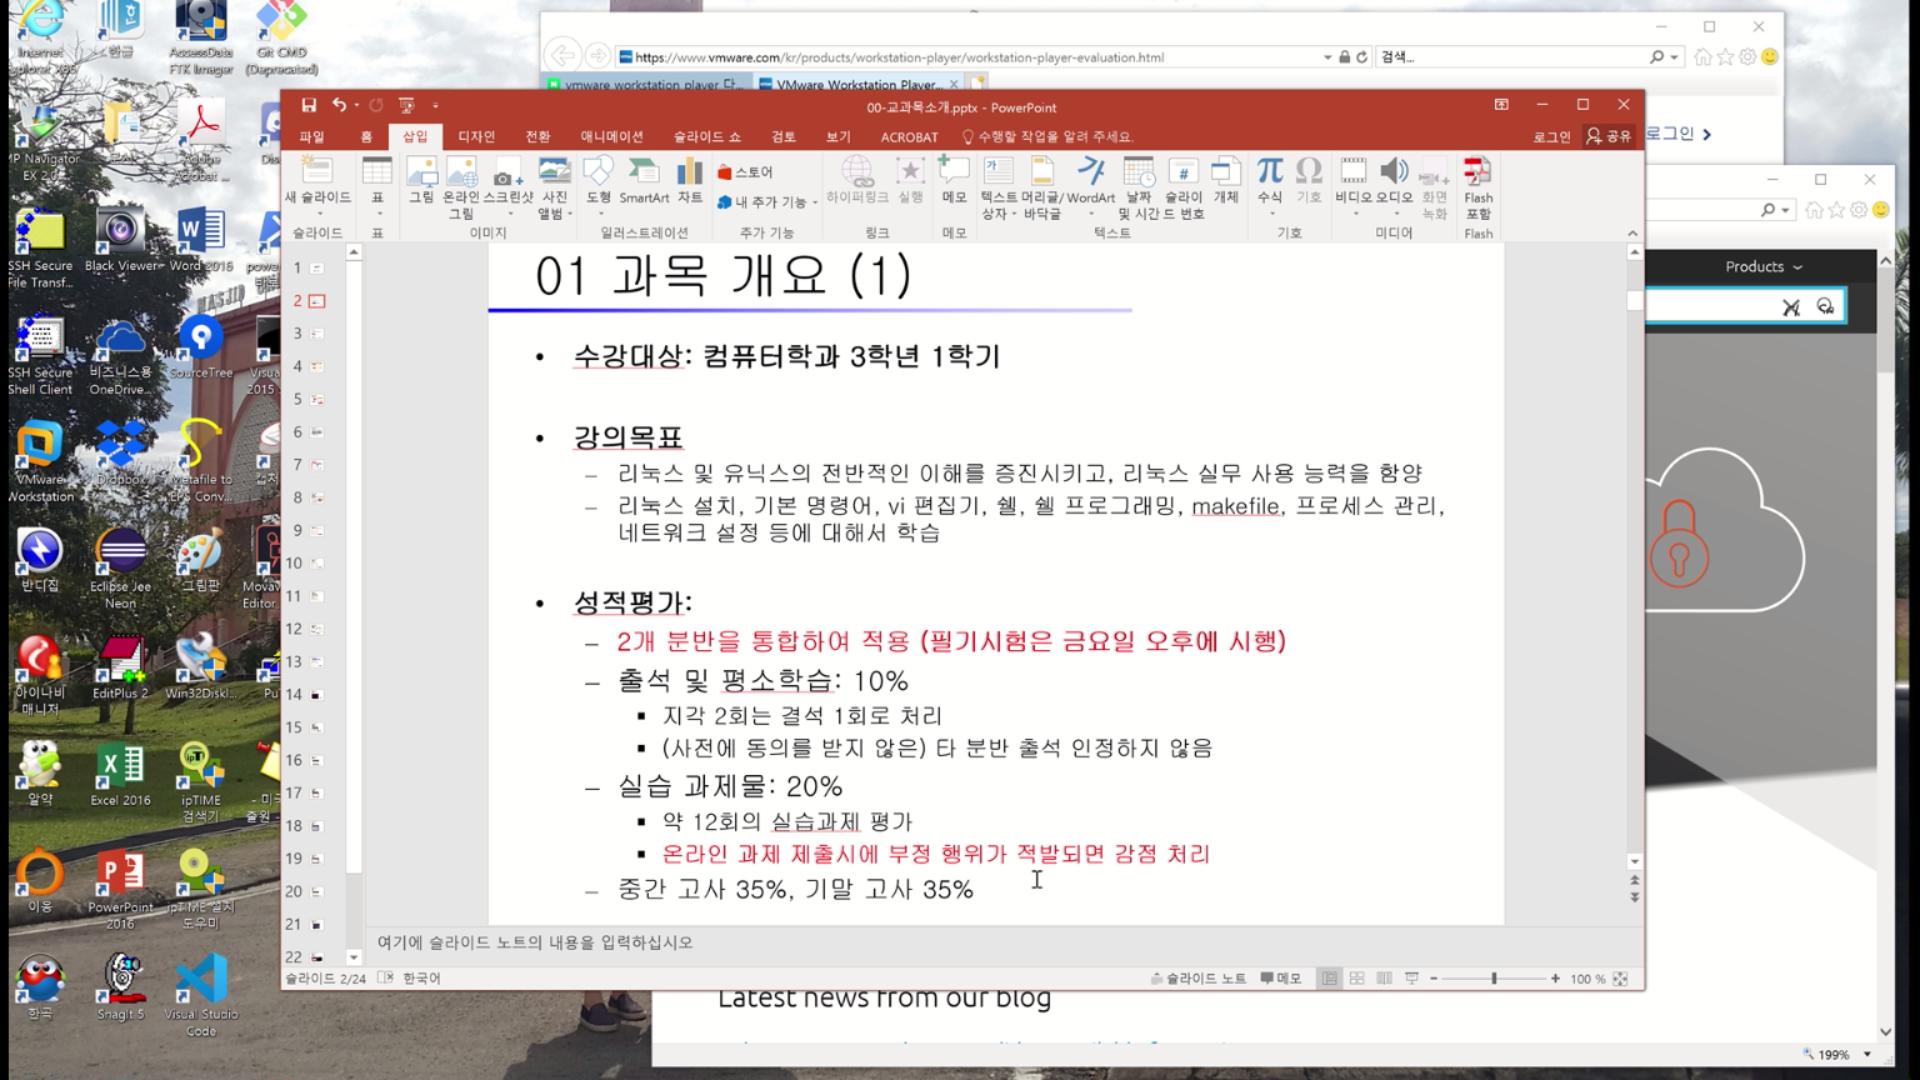 https://www.vmware.com/kr/products/workstation-player/workstation-player-evaluation.html
검색...
vmware workstation player 다...
VMware Workstation Player...
00-교과목소개.pptx - PowerPoint
파일 홈 삽입 디자인 전환 애니메이션 슬라이드 쇼 검토 보기 ACROBAT 수행할 작업을 알려 주세요.
로그인 공유
로그인
새 슬라이드
표
그림
온라인 그림
스크린샷
사진 앨범
도형
SmartArt
차트
스토어
내 추가 기능
하이퍼링크
실행
메모
텍스트 상자
머리글/바닥글
WordArt
날짜 및 시간
슬라이드 번호
개체
수식
기호
비디오
오디오
화면 녹화
Flash 포함
슬라이드 표 이미지 일러스트레이션 추가 기능 링크 메모 텍스트 기호 미디어 Flash
Products
1
2
3
4
5
6
7
8
9
10
11
12
13
14
15
16
17
18
19
20
21
22
01 과목 개요 (1)
• 수강대상: 컴퓨터학과 3학년 1학기
• 강의목표
– 리눅스 및 유닉스의 전반적인 이해를 증진시키고, 리눅스 실무 사용 능력을 함양
– 리눅스 설치, 기본 명령어, vi 편집기, 쉘, 쉘 프로그래밍, makefile, 프로세스 관리,
네트워크 설정 등에 대해서 학습
• 성적평가:
– 2개 분반을 통합하여 적용 (필기시험은 금요일 오후에 시행)
– 출석 및 평소학습: 10%
▪ 지각 2회는 결석 1회로 처리
▪ (사전에 동의를 받지 않은) 타 분반 출석 인정하지 않음
– 실습 과제물: 20%
▪ 약 12회의 실습과제 평가
▪ 온라인 과제 제출시에 부정 행위가 적발되면 감점 처리
– 중간 고사 35%, 기말 고사 35%
여기에 슬라이드 노트의 내용을 입력하십시오
슬라이드 2/24 한국어
슬라이드 노트 메모 100 %
Latest news from our blog
199%
Internet Explorer x86
한글
AccessData FTK Imager
Git CMD (Deprecated)
MP Navigator EX 2.0
Adobe Acrobat ...
SSH Secure File Transf...
Black Viewer
Word 2016
SSH Secure Shell Client
비즈니스용 OneDrive...
SourceTree
VMware Workstation
Dropbox
Metafile to EPS Conv...
반디집
Eclipse Jee Neon
그림판
아이나비 매니저
EditPlus 2
Win32Diskl...
알약
Excel 2016
ipTIME 검색기
이응
PowerPoint 2016
ipTIME 설치 도우미
한곡
SnagIt 5
Visual Studio Code